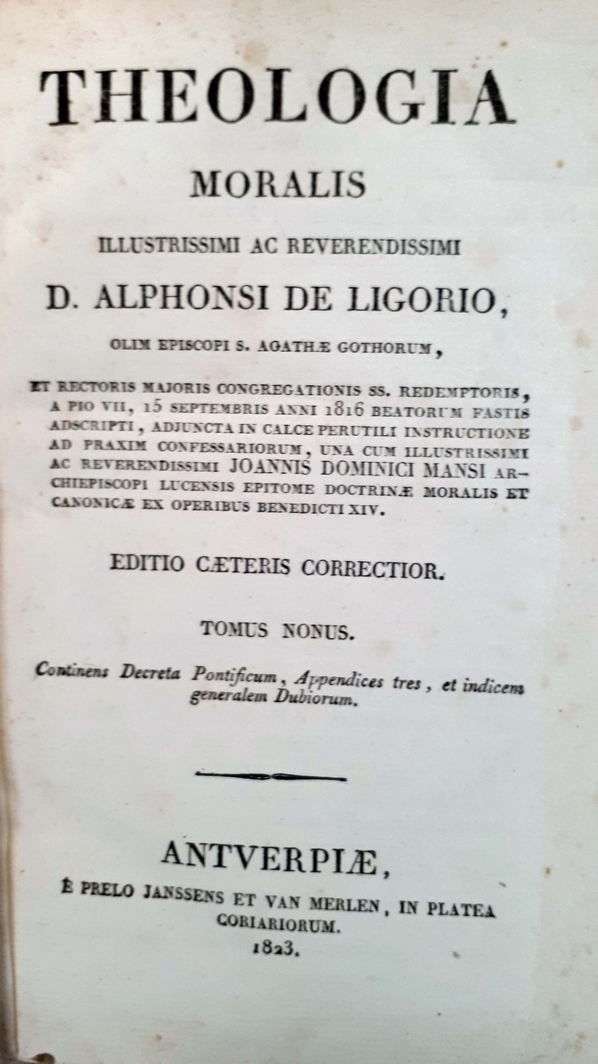 THEOLOGIA
MORALIS
ILLUSTRISSIMI AC REVERENDISSIMI
D. ALPHONSI DE LIGORIO,
OLIM EPISCOPI S. AGATHÆ GOTHORUM,
ET RECTORIS MAJORIS CONGREGATIONIS SS. REDEMPTORIS,
A PIO VII, 15 SEPTEMBRIS ANNI 1816 BEATORUM FASTIS
ADSCRIPTI, ADJUNCTA IN CALCE PERUTILI INSTRUCTIONE
AD PRAXIM CONFESSARIORUM, UNA CUM ILLUSTRISSIMI
AC REVERENDISSIMI JOANNIS DOMINICI MANSI AR-
CHIEPISCOPI LUCENSIS EPITOME DOCTRINÆ MORALIS ET
CANONICÆ EX OPERIBUS BENEDICTI XIV.
EDITIO CÆTERIS CORRECTIOR.
TOMUS NONUS.
Continens Decreta Pontificum, Appendices tres, et indicem
generalem Dubiorum.
ANTVERPIÆ,
È PRELO JANSSENS ET VAN MERLEN, IN PLATEA
CORIARIORUM.
1823.